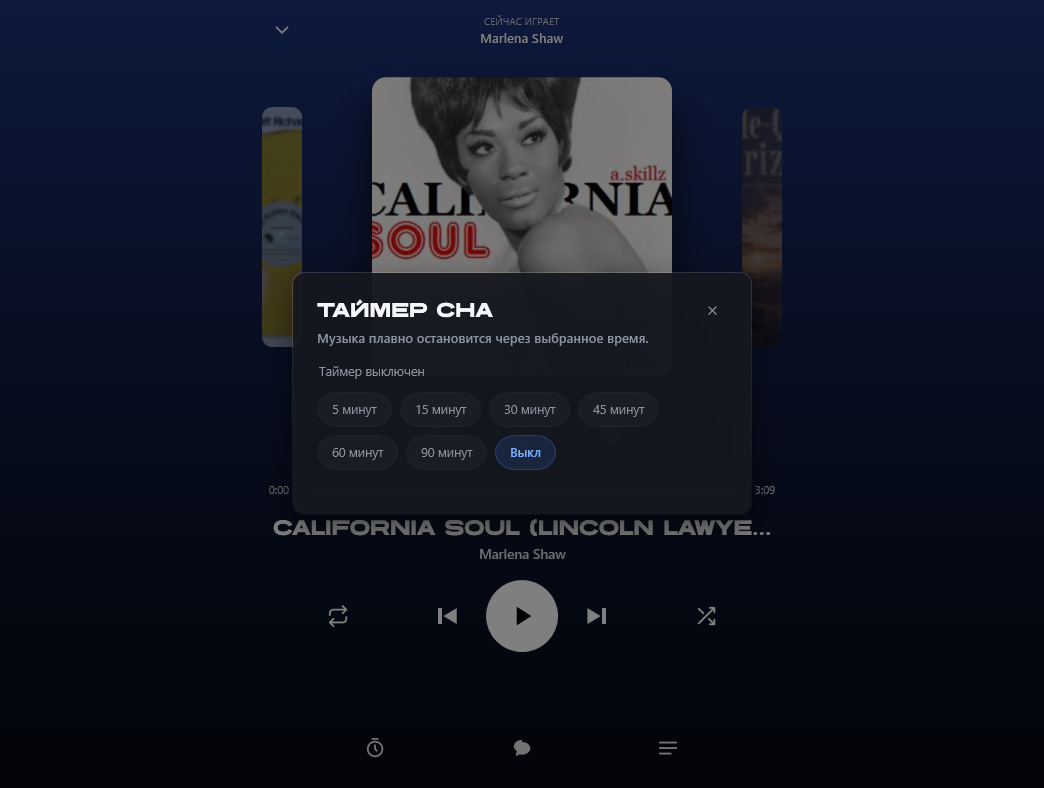 СЕЙЧАС ИГРАЕТ
Marlena Shaw
a.skillz
CALIFORNIA
SOUL
ТАЙМЕР СНА
Музыка плавно остановится через выбранное время.
Таймер выключен
5 минут 15 минут 30 минут 45 минут
60 минут 90 минут Выкл
0:00 3:09
CALIFORNIA SOUL (LINCOLN LAWYE...
Marlena Shaw